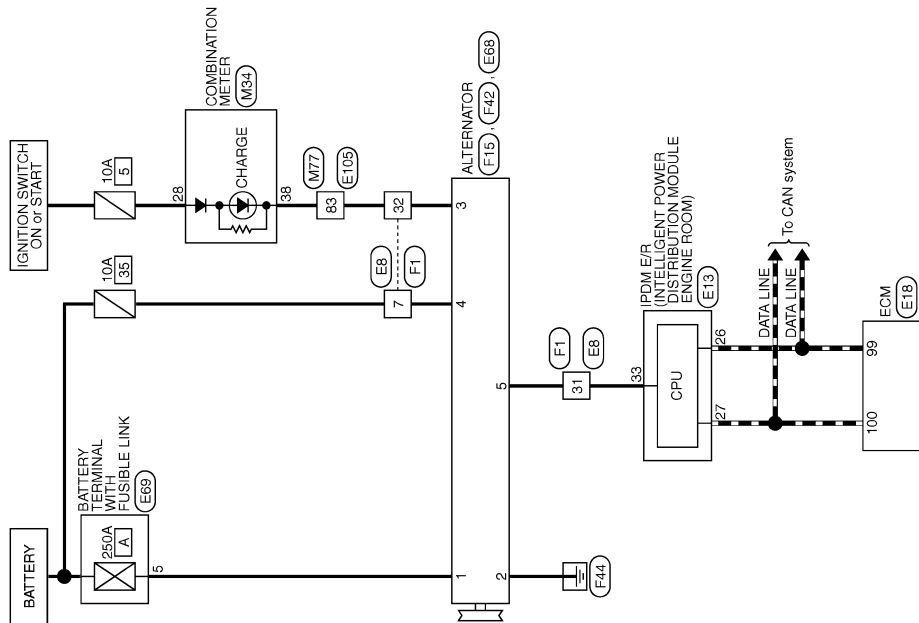 BATTERY
IGNITION SWITCH
ON or START
250A
A
BATTERY
TERMINAL
WITH
FUSIBLE LINK
E69
5
10A
35
10A
5
28
COMBINATION
METER
M34
CHARGE
38
83
M77
E105
32
E8
7
F1
1
4
3
ALTERNATOR
F15 , F42 , E68
2
5
F44
F1
31
E8
33
IPDM E/R
(INTELLIGENT POWER
DISTRIBUTION MODULE
ENGINE ROOM)
E13
CPU
27
26
DATA LINE
DATA LINE
To CAN system
100
99
ECM
E18